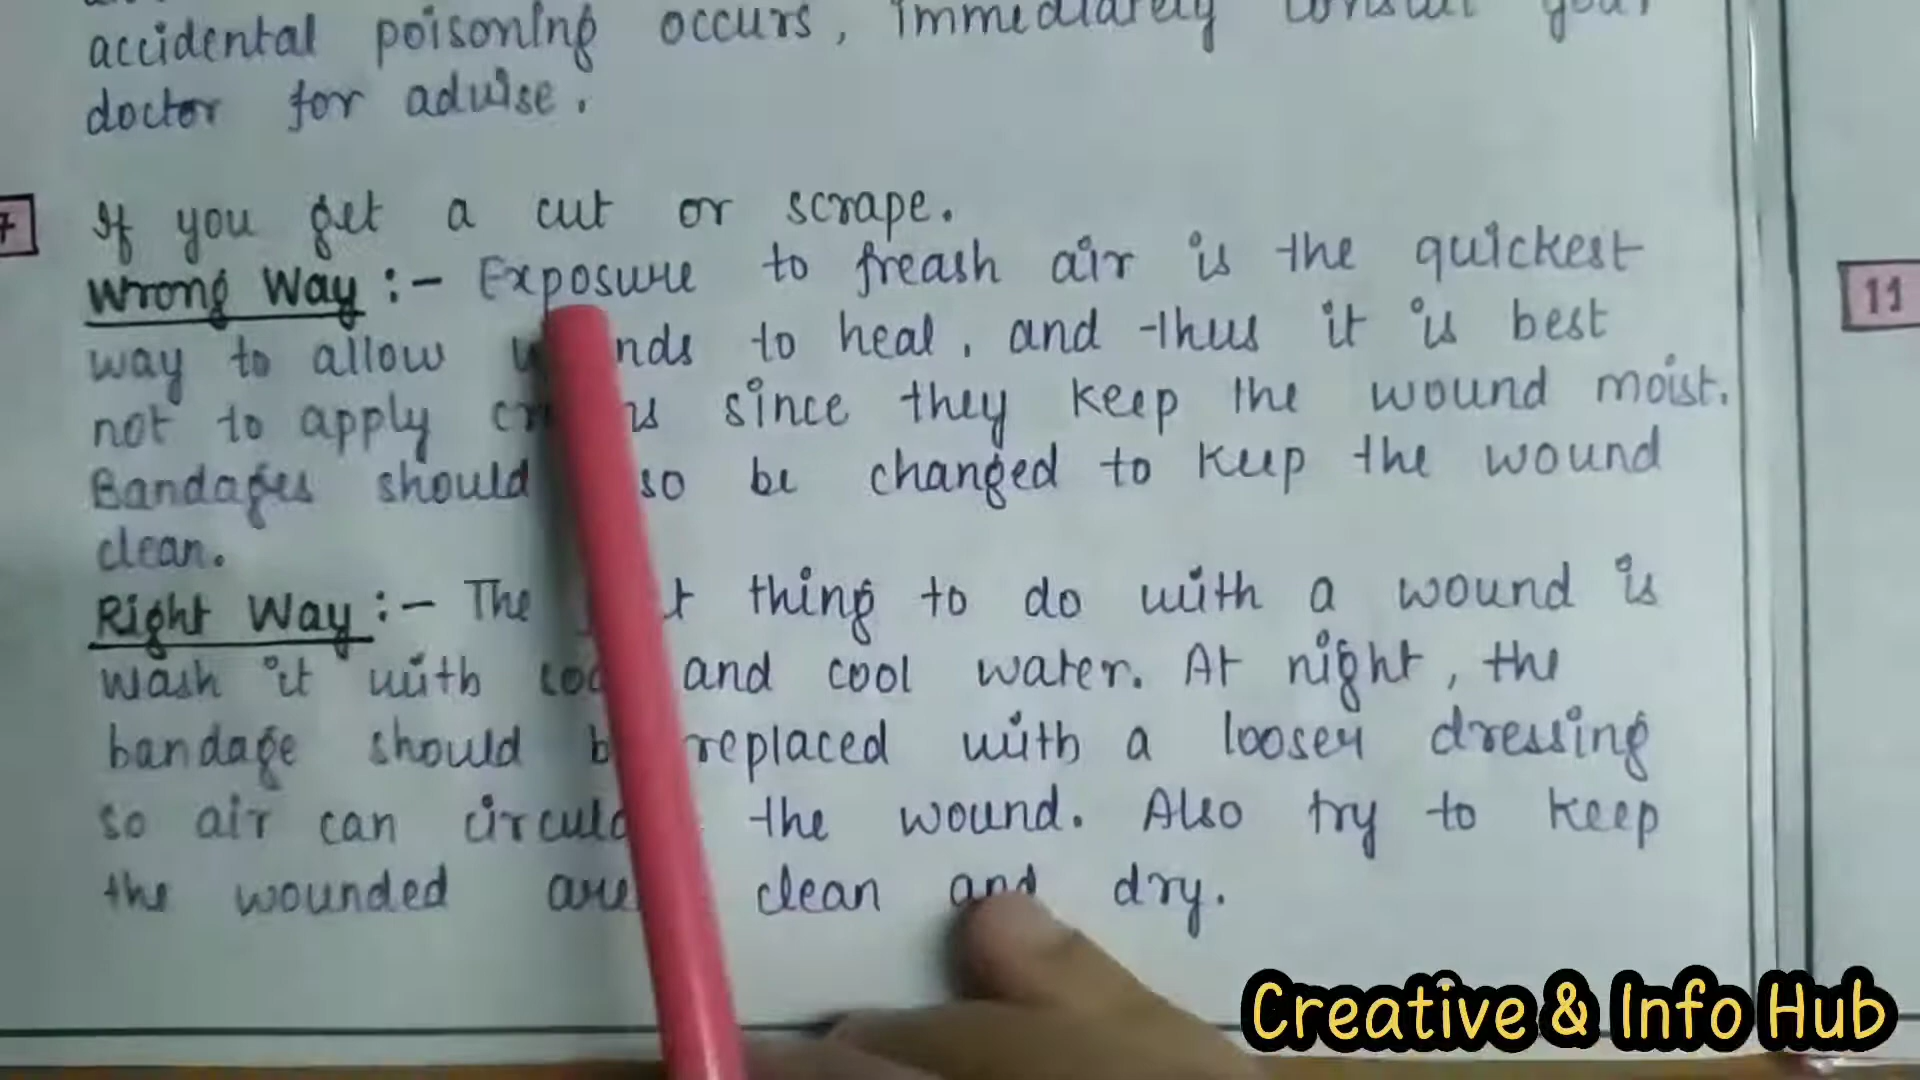 accidental poisoning occurs, immediately consult your
doctor for advise.
7 If you get a cut or scrape.
Wrong Way :- Exposure to freash air is the quickest
way to allow to heal, and thus it is best
not to apply since they keep the wound moist.
Bandages should be changed to keep the wound
clean.
Right Way :- The thing to do with a wound is
wash it with and cool water. At night, the
bandage should replaced with a looser dressing
so air can the wound. Also try to keep
the wounded clean and dry.
11
Creative & Info Hub